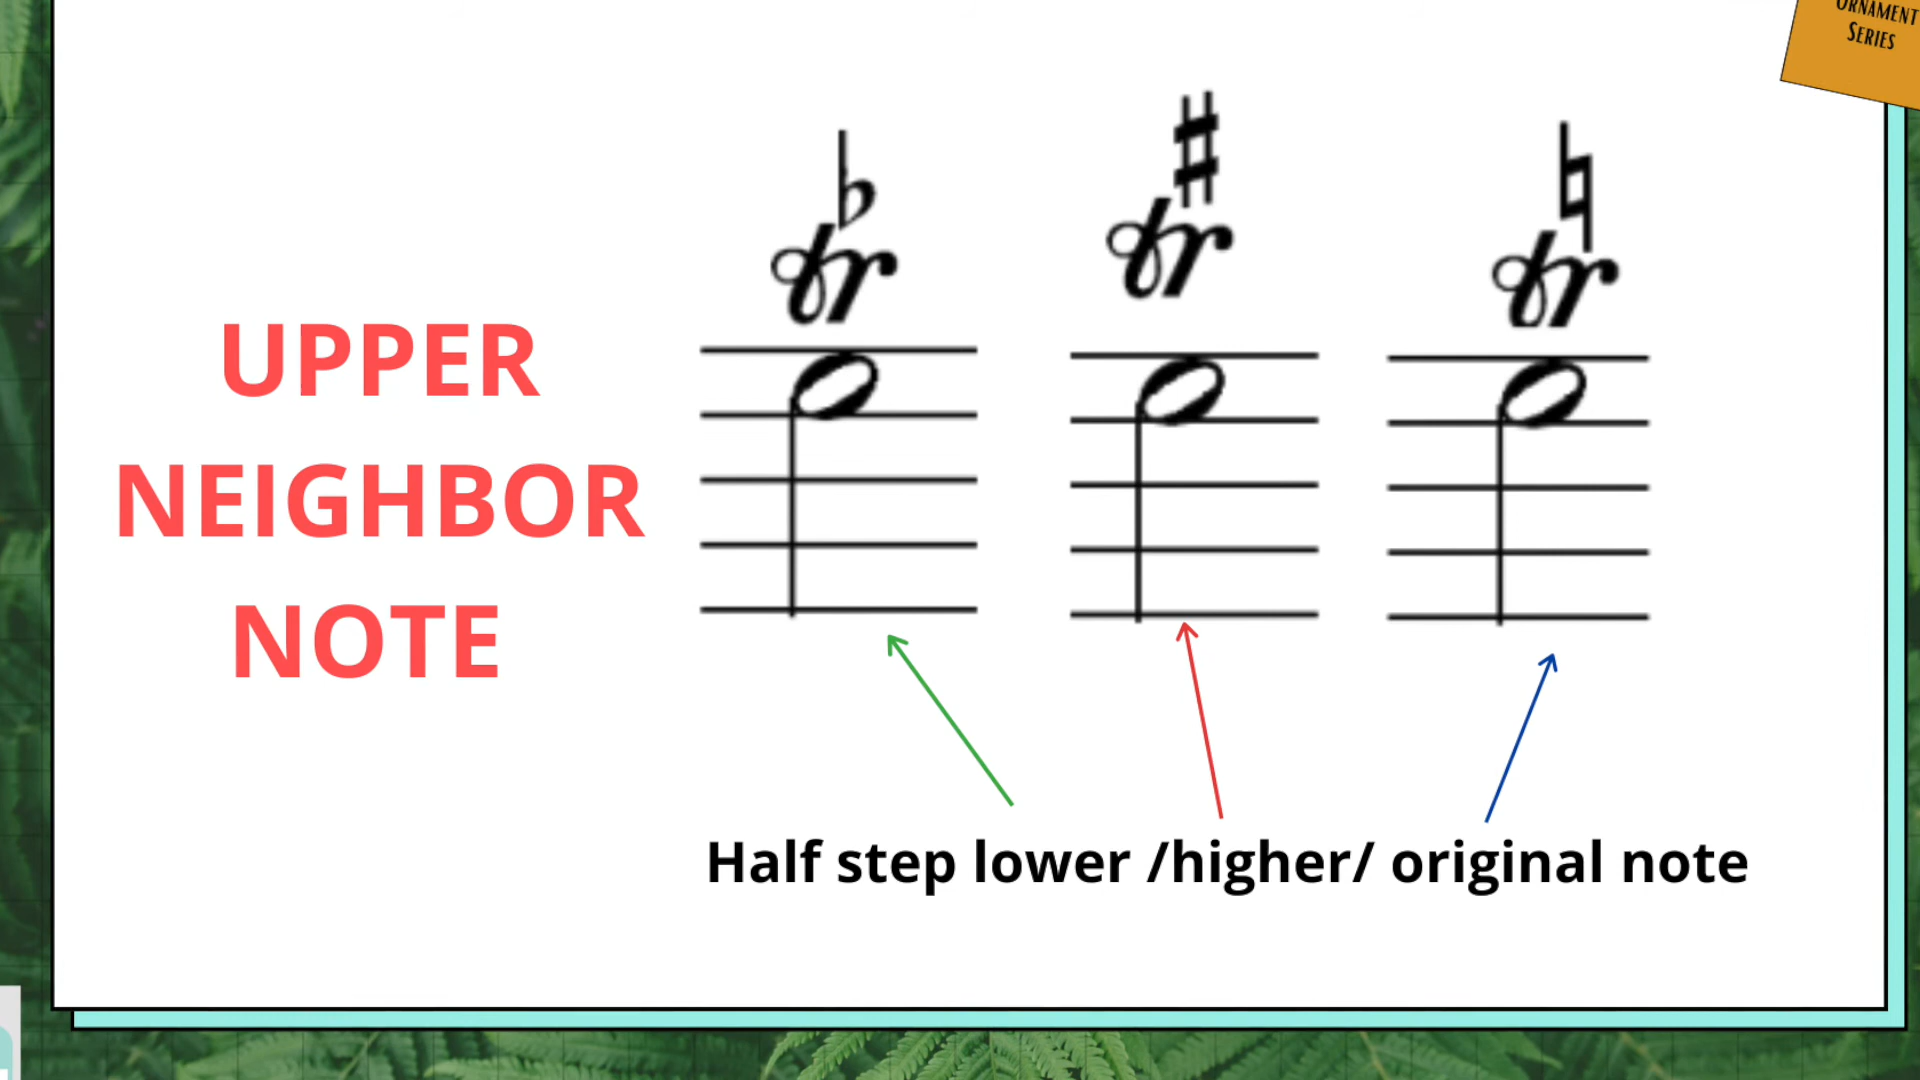 ORNAMENT
SERIES
UPPER
NEIGHBOR
NOTE
♭
tr
♯
tr
♮
tr
Half step lower /higher/ original note